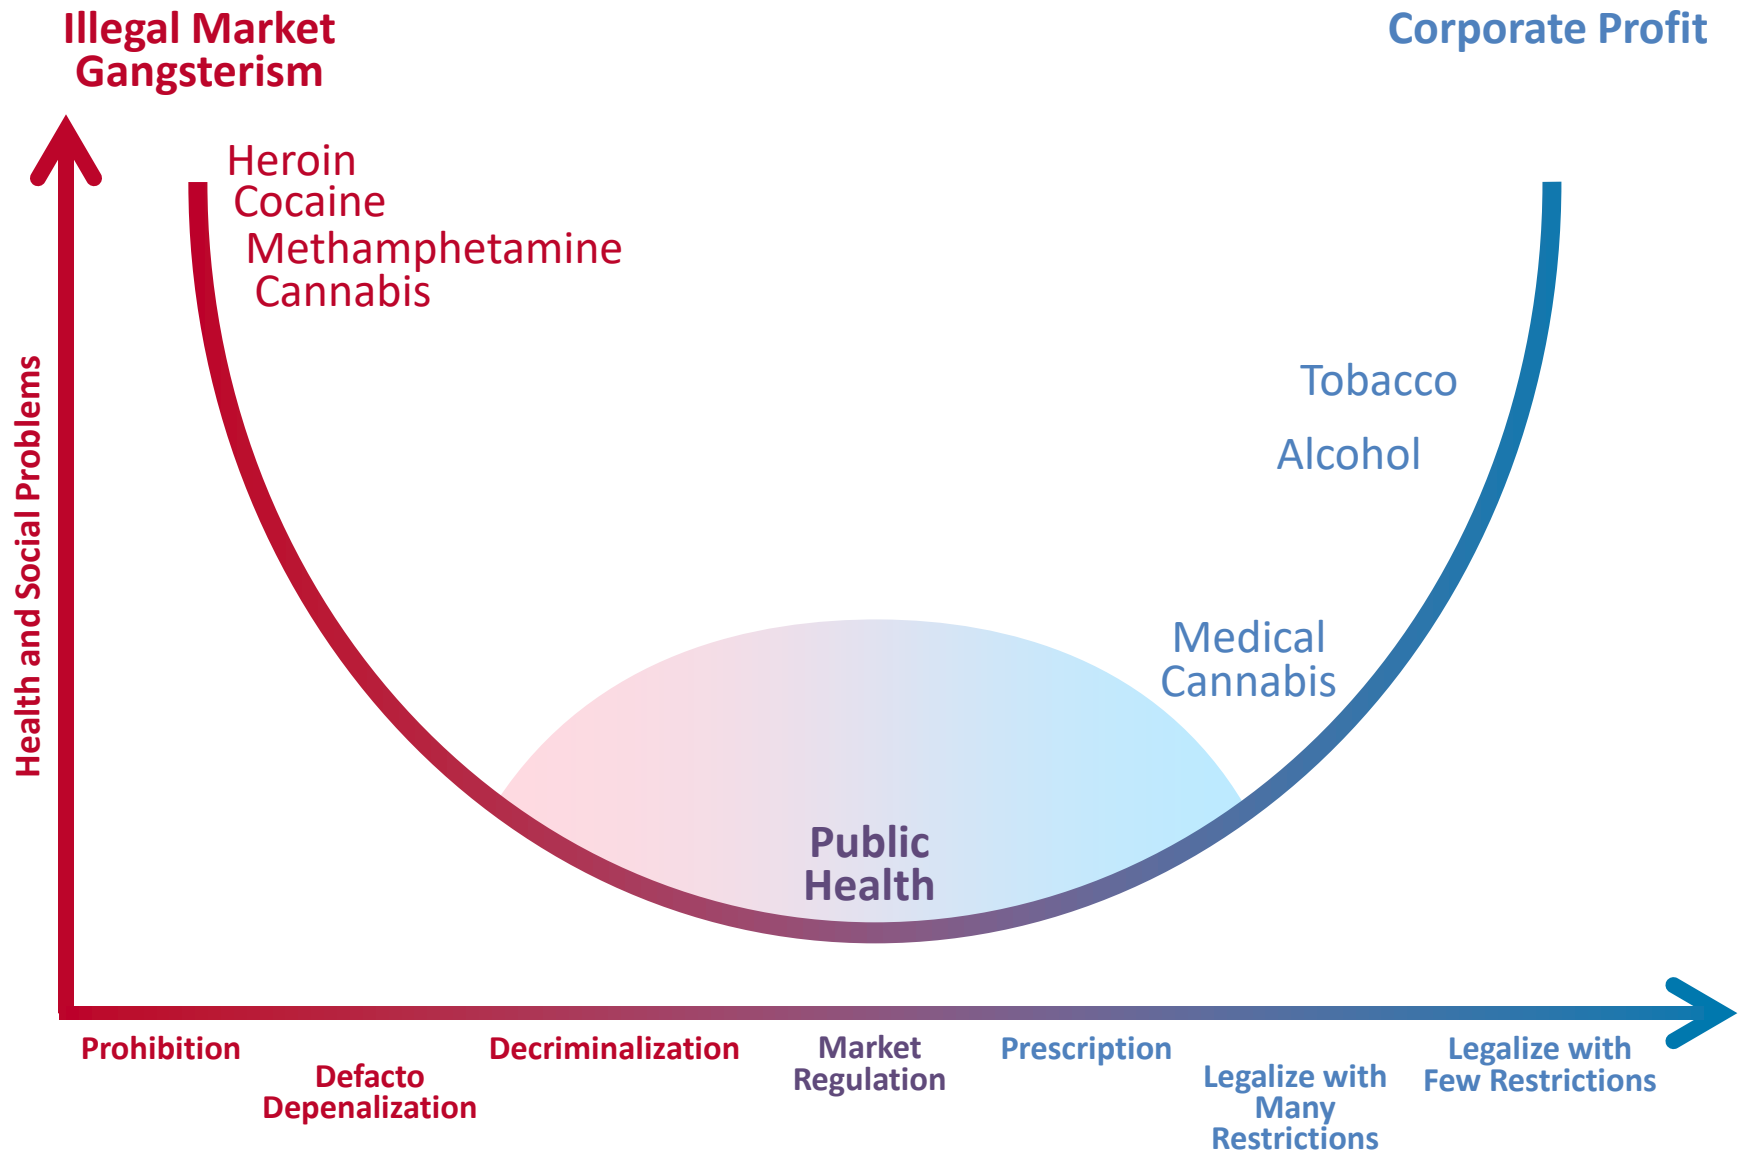 Illegal Market
Gangsterism
Corporate Profit
Heroin
Cocaine
Methamphetamine
Cannabis
Tobacco
Alcohol
Medical
Cannabis
Public
Health
Health and Social Problems
Prohibition
Defacto
Depenalization
Decriminalization
Market
Regulation
Prescription
Legalize with
Many
Restrictions
Legalize with
Few Restrictions